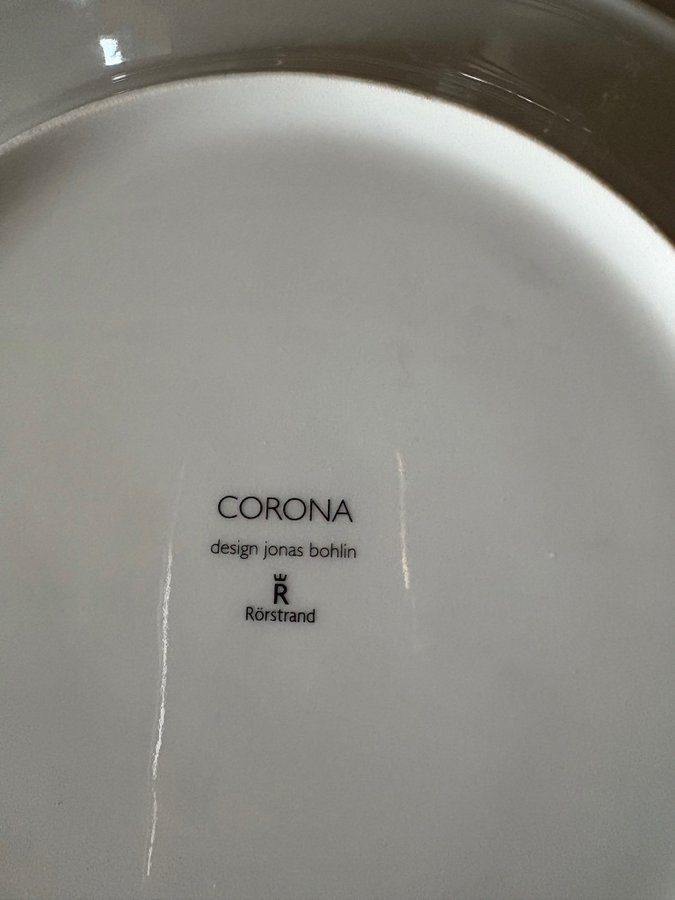 CORONA
design jonas bohlin
R
Rörstrand